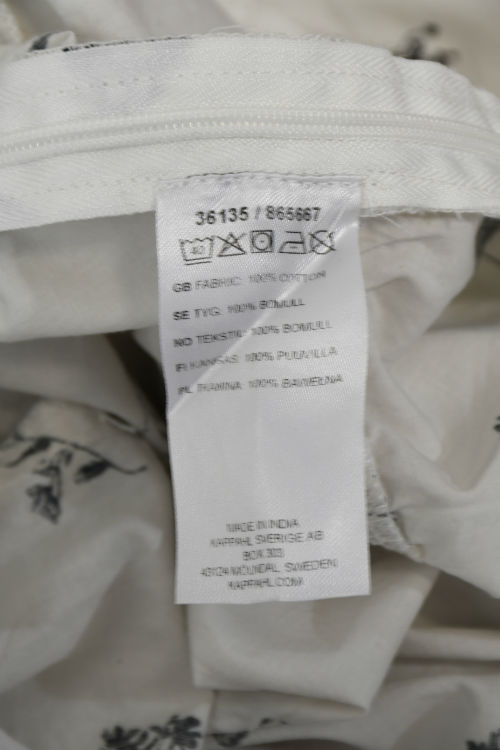 36135 / 865667
40
GB FABRIC: 100% COTTON
SE TYG: 100% BOMULL
NO TEKSTIL: 100% BOMULL
FI KANGAS: 100% PUUVILLA
PL TKANINA: 100% BAWEŁNA
MADE IN INDIA
KAPPAHL SVERIGE AB
BOX 303
43124 MÖLNDAL, SWEDEN
KAPPAHL.COM